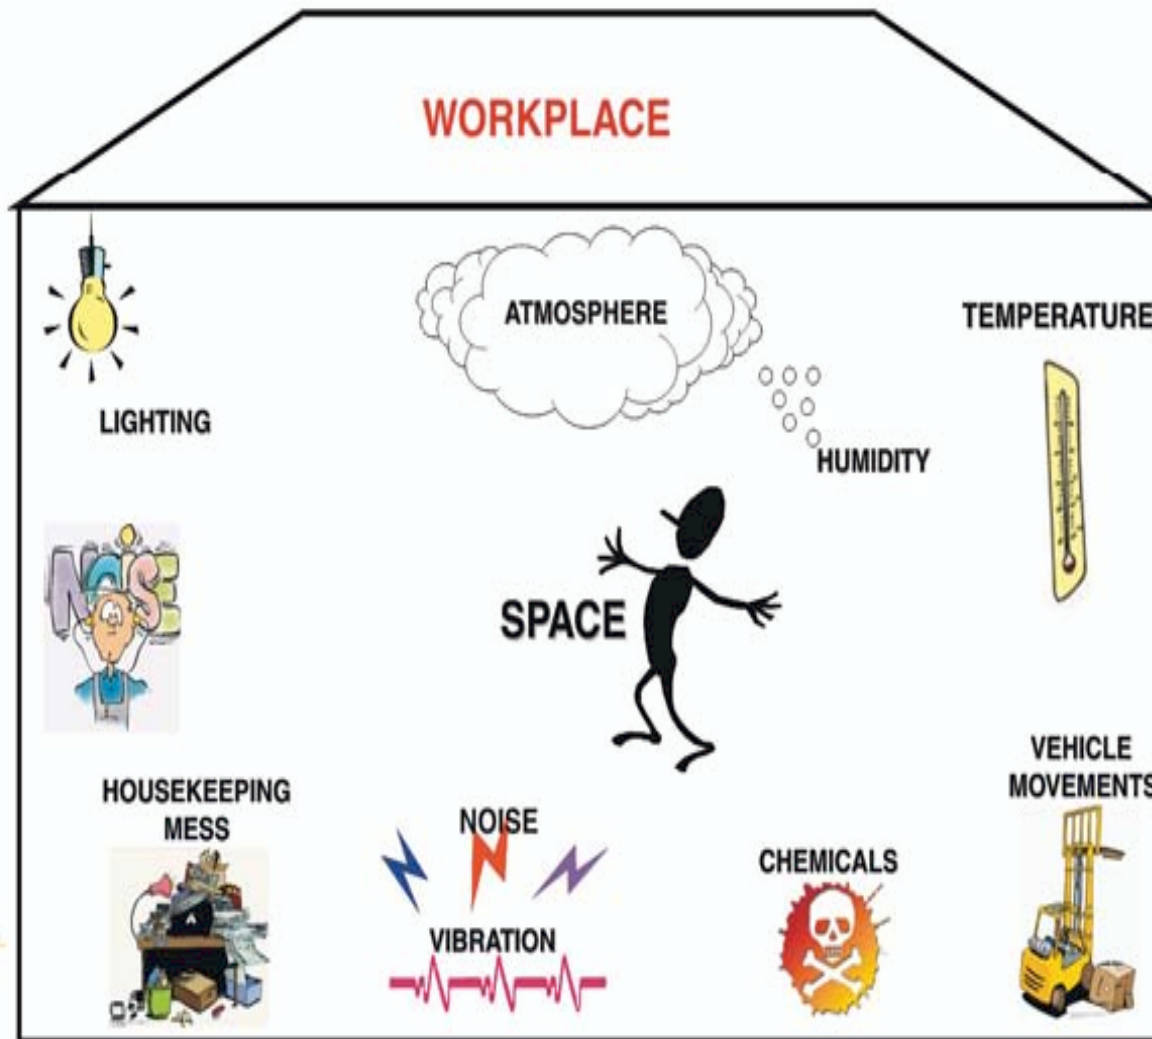 WORKPLACE
ATMOSPHERE
TEMPERATURE
LIGHTING
HUMIDITY
NOISE
SPACE
HOUSEKEEPING
MESS
NOISE
VIBRATION
CHEMICALS
VEHICLE
MOVEMENTS